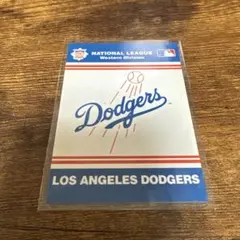 NATIONAL LEAGUE
Western Division
Dodgers
LOS ANGELES DODGERS